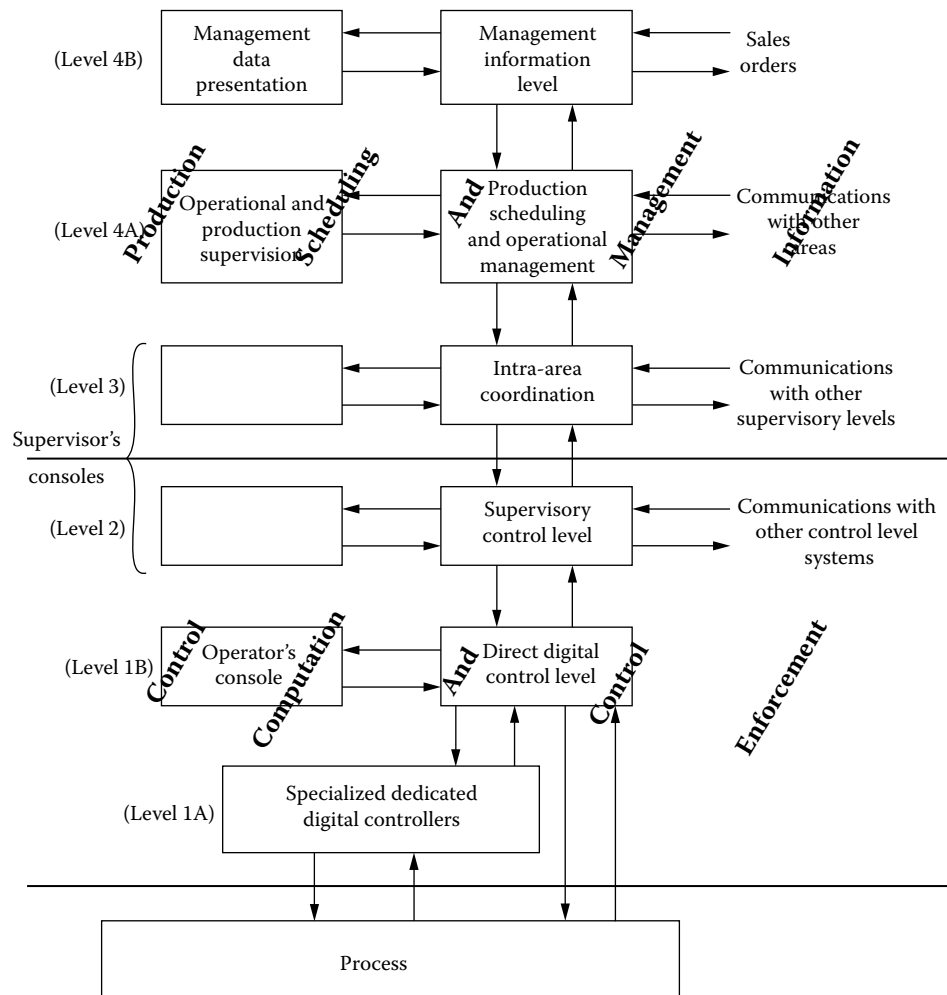 Management
data
presentation
Management
information
level
Sales
orders
(Level 4B)
Production
Scheduling
And
Management
Information
(Level 4A)
Operational and
production
supervision
Production
scheduling
and operational
management
Communications
with other
areas
(Level 3)
Intra-area
coordination
Communications
with other
supervisory levels
Supervisor’s
consoles
(Level 2)
Supervisory
control level
Communications with
other control level
systems
Control
Computation
And
Control
Enforcement
(Level 1B)
Operator’s
console
Direct digital
control level
(Level 1A)
Specialized dedicated
digital controllers
Process